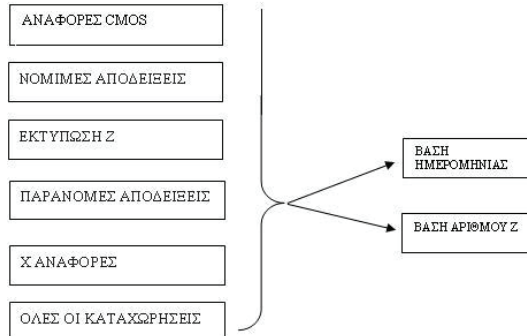 ΑΝΑΦΟΡΕΣ CMOS
ΝΟΜΙΜΕΣ ΑΠΟΔΕΙΞΕΙΣ
ΕΚΤΥΠΩΣΗ Ζ
ΠΑΡΑΝΟΜΕΣ ΑΠΟΔΕΙΞΕΙΣ
Χ ΑΝΑΦΟΡΕΣ
ΟΛΕΣ ΟΙ ΚΑΤΑΧΩΡΗΣΕΙΣ
ΒΑΣΗ
ΗΜΕΡΟΜΗΝΙΑΣ
ΒΑΣΗ ΑΡΙΘΜΟΥ Ζ